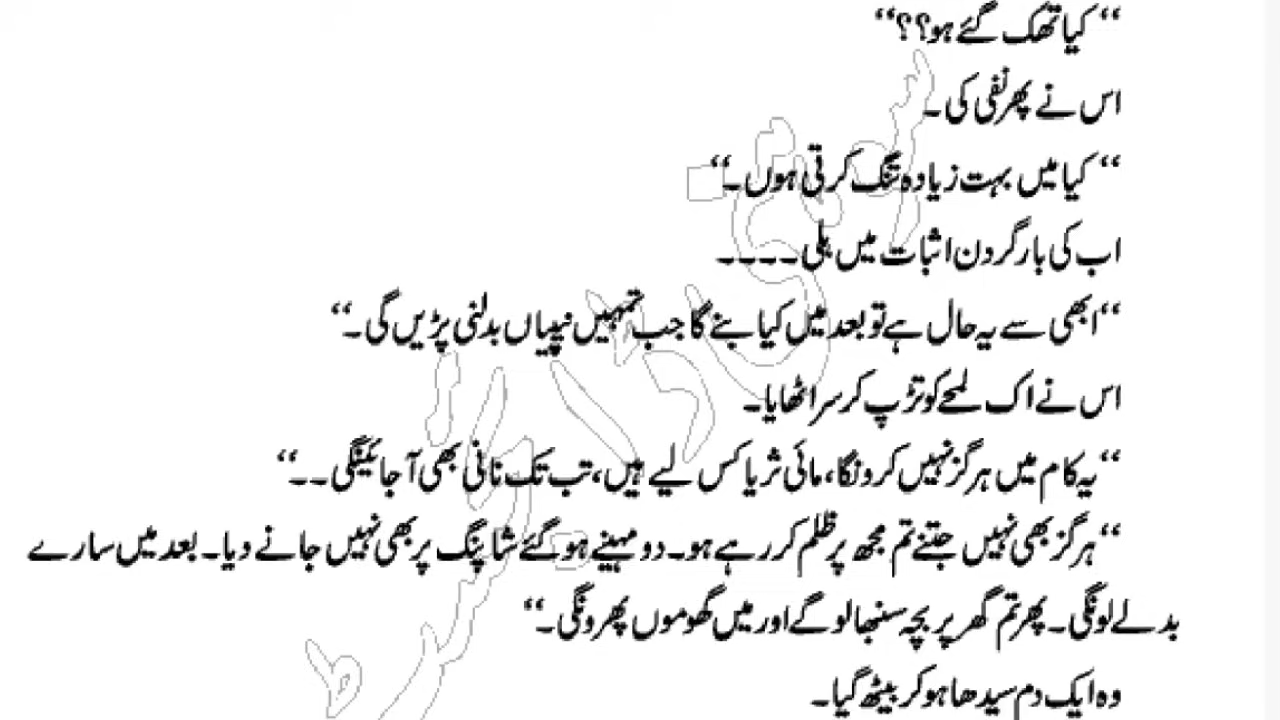 “ کیا تھک گئے ہو؟؟“
اس نے پھر نفی کی۔
“ کیا میں بہت زیادہ تنگ کرتی ہوں۔“
اب کی بار گردن اثبات میں ہلی۔۔۔۔
“ابھی سے یہ حال ہے تو بعد میں کیا بنے گا جب تمہیں نیپیاں بدلنی پڑیں گی۔“
اس نے اک لمحے کو تڑپ کر سر اٹھایا۔
“یہ کام میں ہرگز نہیں کرونگا، مائی ثریا کس لیے ہیں، تب تک نانی بھی آ جائینگی۔۔“
“ہرگز بھی نہیں جتنے تم مجھ پر ظلم کر رہے ہو۔ دو مہینے ہو گئے شاپنگ پر بھی نہیں جانے دیا۔ بعد میں سارے
بدلے لونگی۔ پھر تم گھر پر بچہ سنبھالو گے اور میں گھوموں پھرونگی۔“
وہ ایک دم سیدھا ہو کر بیٹھ گیا۔